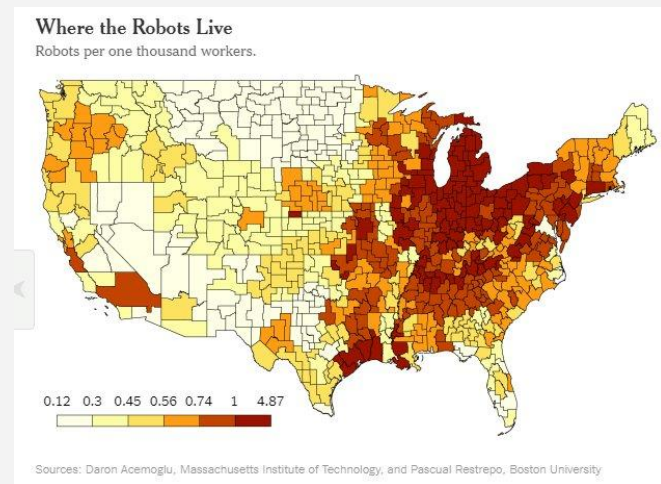 Where the Robots Live
Robots per one thousand workers.
0.12 0.3 0.45 0.56 0.74 1 4.87
Sources: Daron Acemoglu, Massachusetts Institute of Technology, and Pascual Restrepo, Boston University